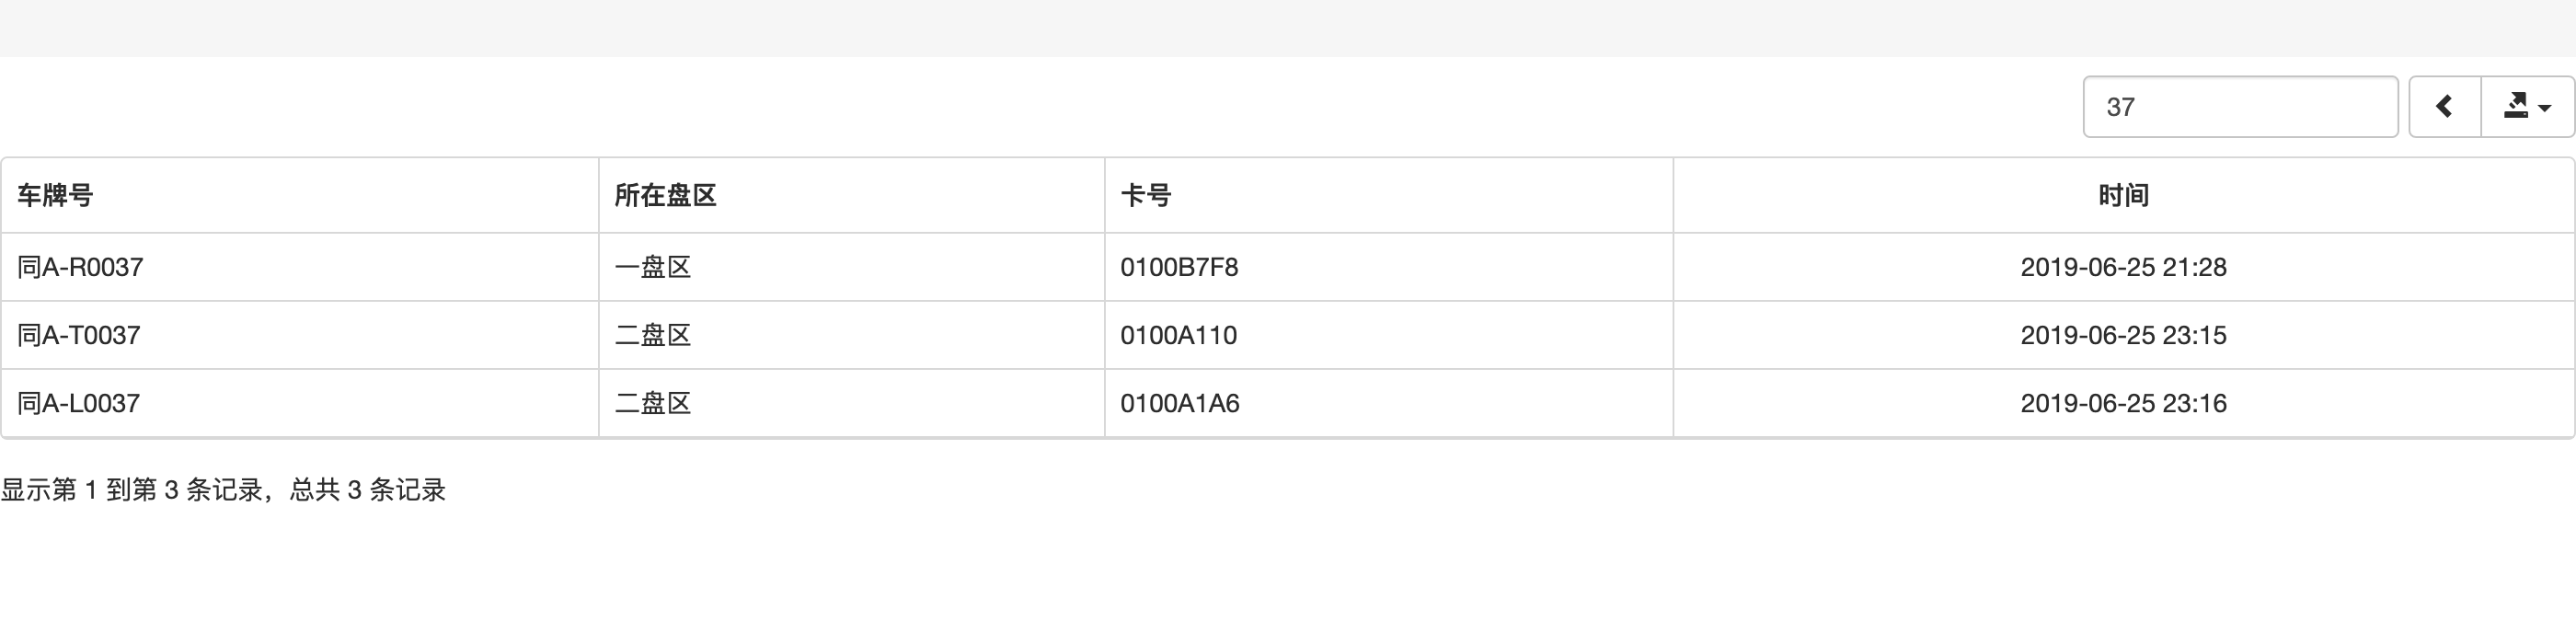 37
车牌号 所在盘区 卡号 时间
同A-R0037 一盘区 0100B7F8 2019-06-25 21:28
同A-T0037 二盘区 0100A110 2019-06-25 23:15
同A-L0037 二盘区 0100A1A6 2019-06-25 23:16
显示第 1 到第 3 条记录，总共 3 条记录